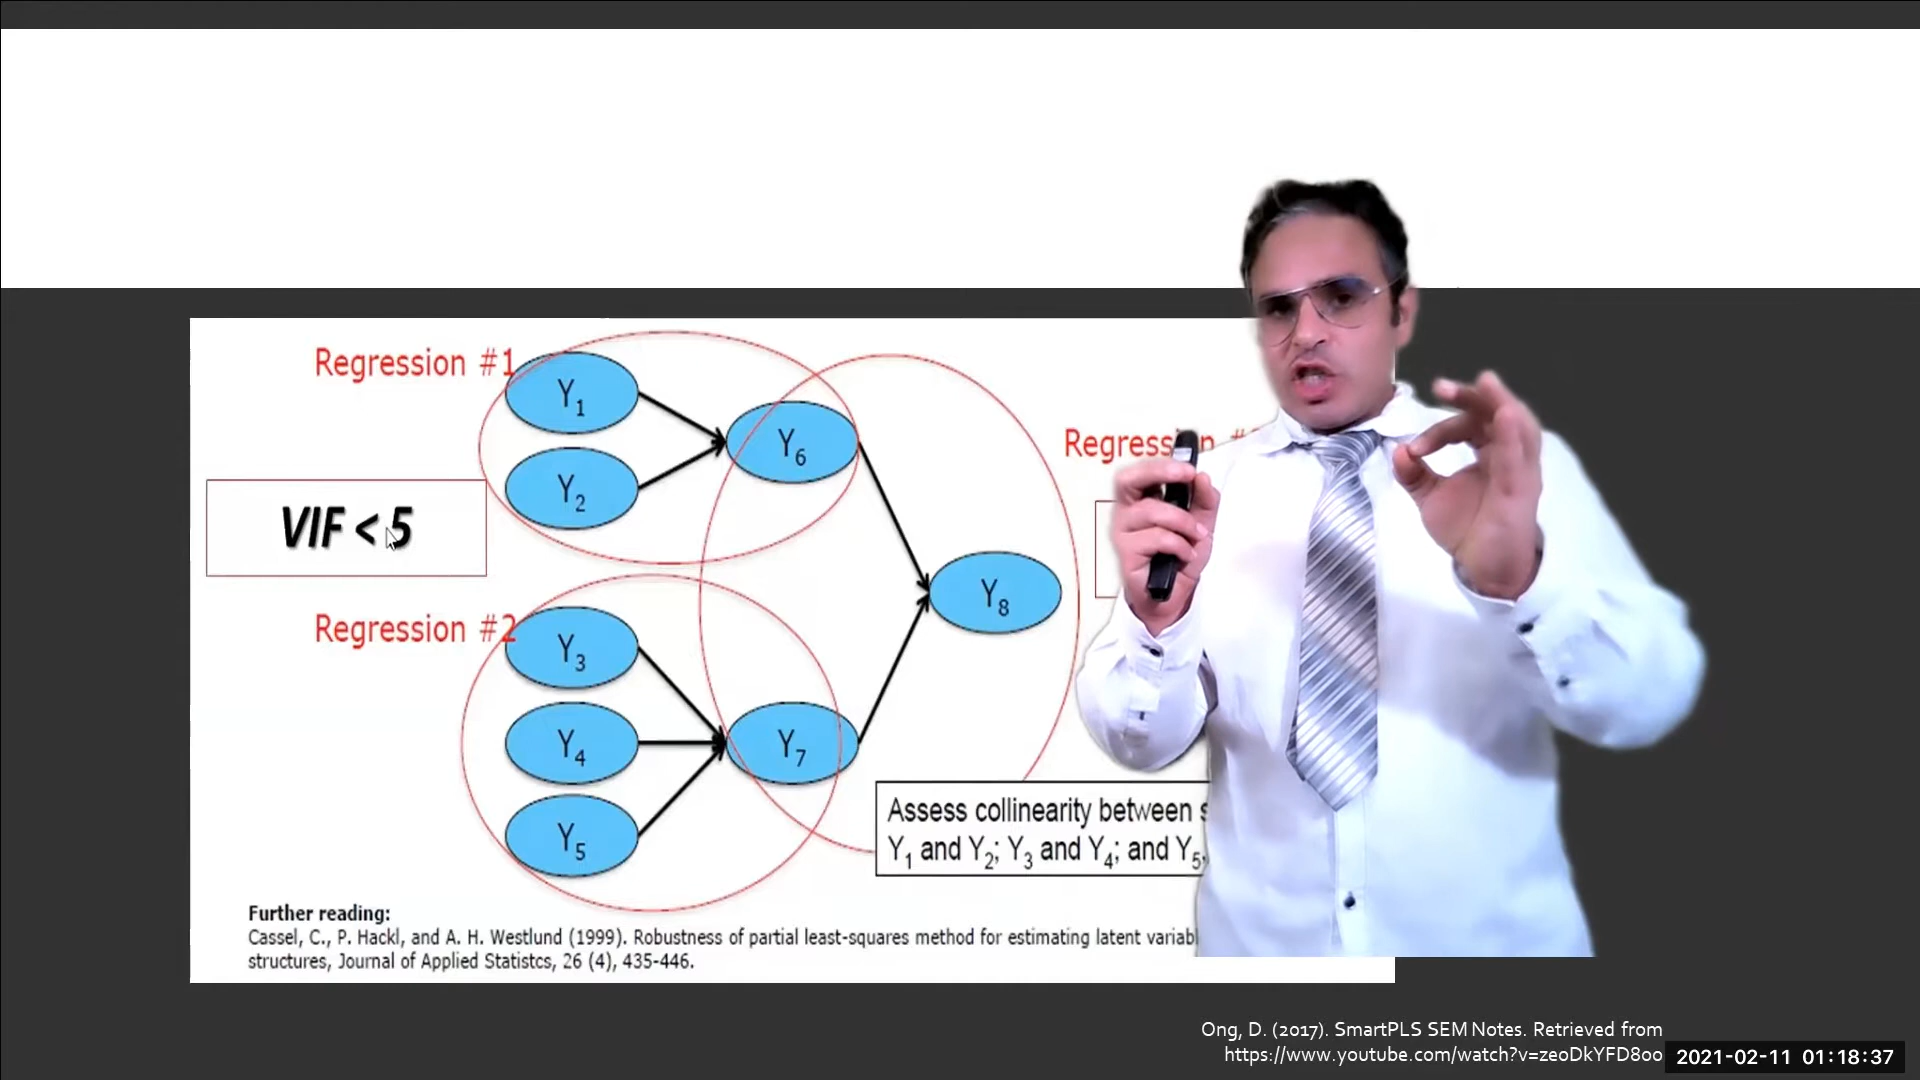 Regression #1
Y1
Y6
Y2
Regression
VIF < 5
Y8
Regression #2
Y3
Y4
Y7
Y5
Assess collinearity between
Y1 and Y2; Y3 and Y4; and Y5,
Further reading:
Cassel, C., P. Hackl, and A. H. Westlund (1999). Robustness of partial least-squares method for estimating latent
structures, Journal of Applied Statistcs, 26 (4), 435-446.
Ong, D. (2017). SmartPLS SEM Notes. Retrieved from
https://www.youtube.com/watch?v=zeoDkYFD8oo
2021-02-11 01:18:37